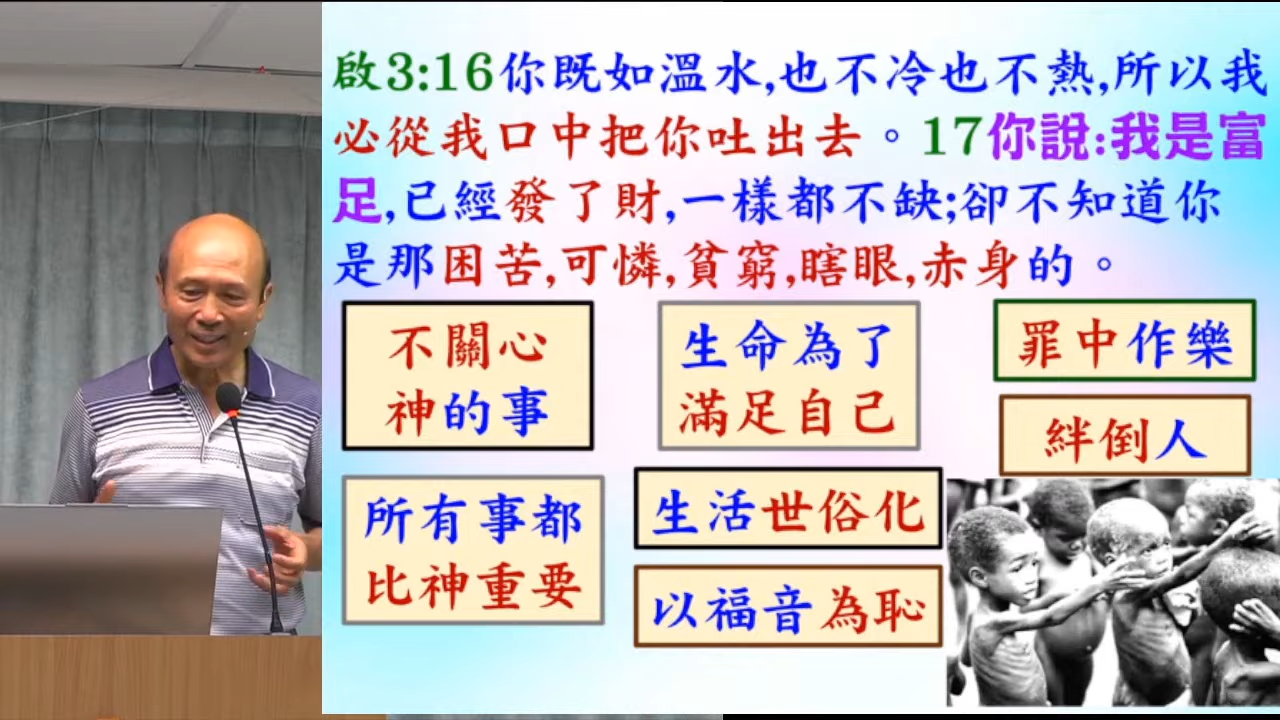 啟3:16你既如溫水,也不冷也不熱,所以我
必從我口中把你吐出去。17你說:我是富
足,已經發了財,一樣都不缺;卻不知道你
是那困苦,可憐,貧窮,瞎眼,赤身的。
不關心
神的事
生命為了
滿足自己
罪中作樂
絆倒人
所有事都
比神重要
生活世俗化
以福音為恥